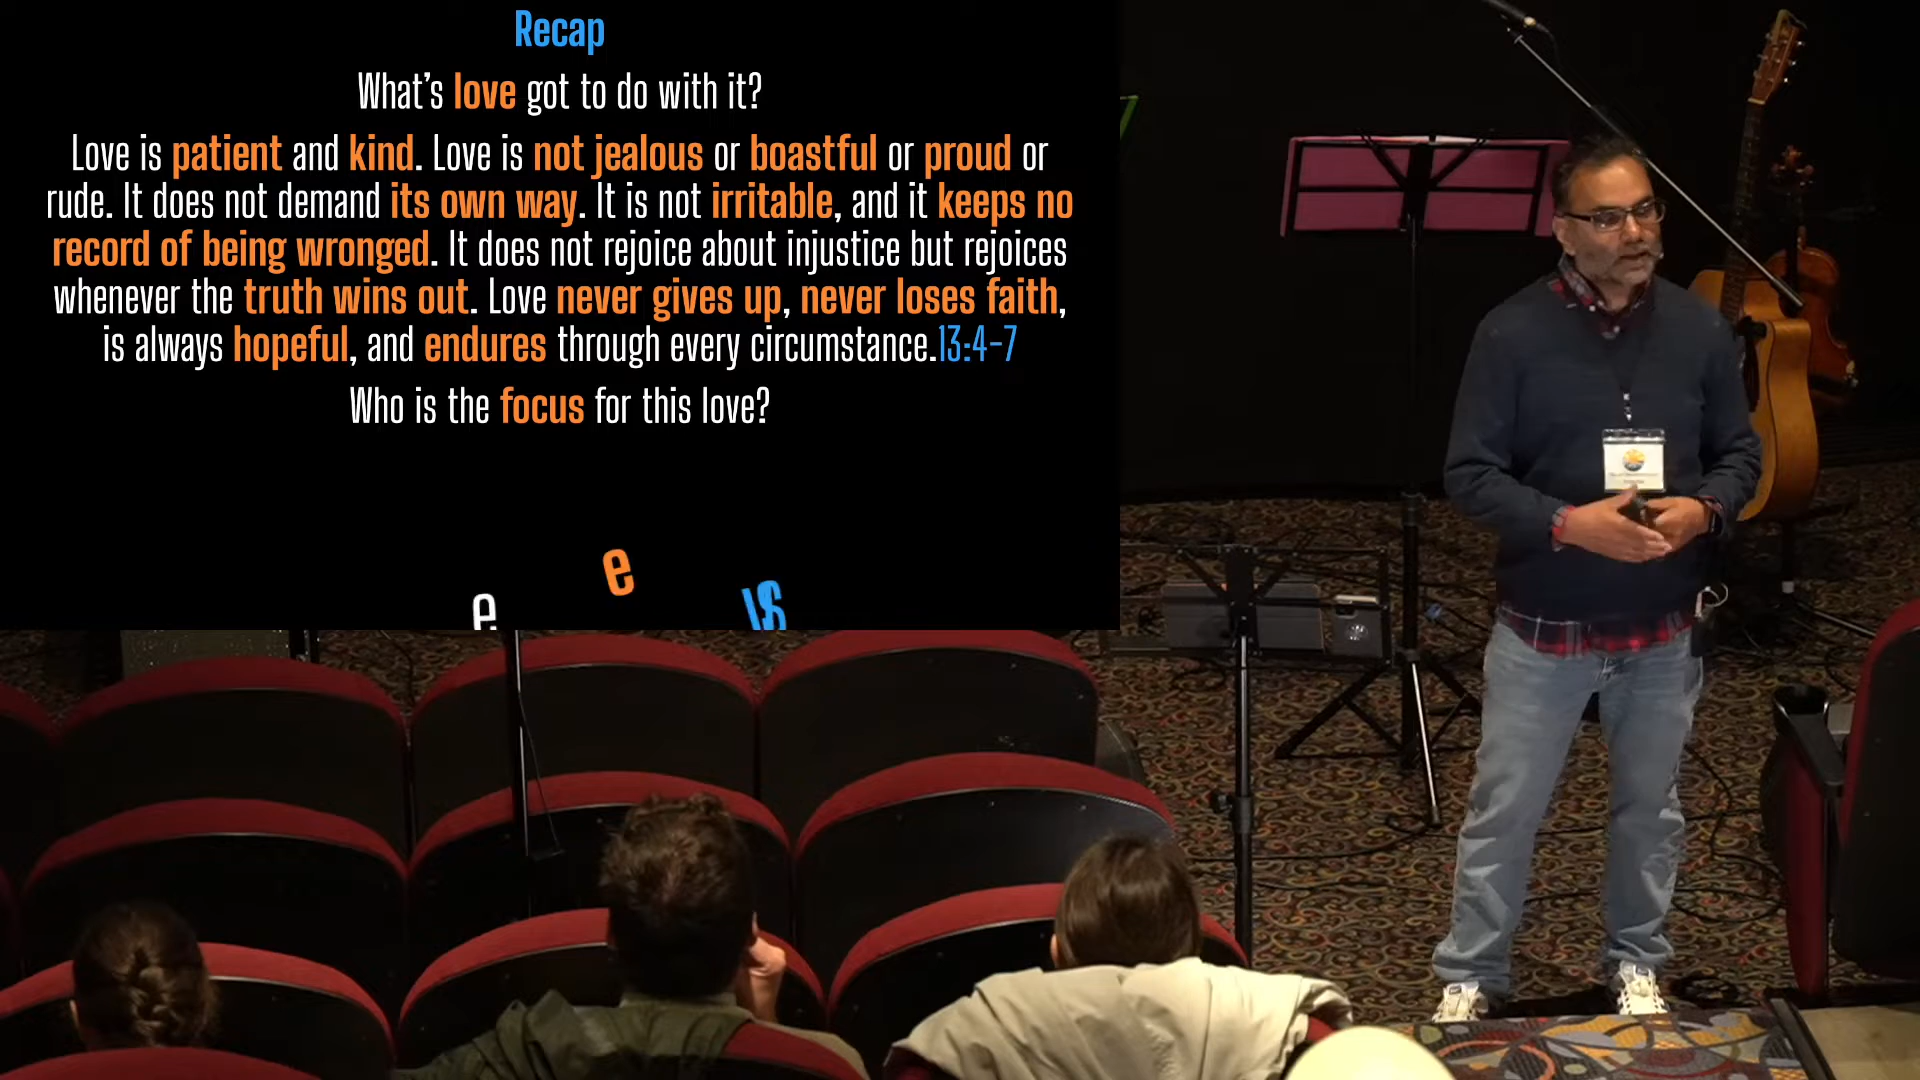 Recap
What's love got to do with it?
Love is patient and kind. Love is not jealous or boastful or proud or
rude. It does not demand its own way. It is not irritable, and it keeps no
record of being wronged. It does not rejoice about injustice but rejoices
whenever the truth wins out. Love never gives up, never loses faith,
is always hopeful, and endures through every circumstance.13:4-7
Who is the focus for this love?
e
e